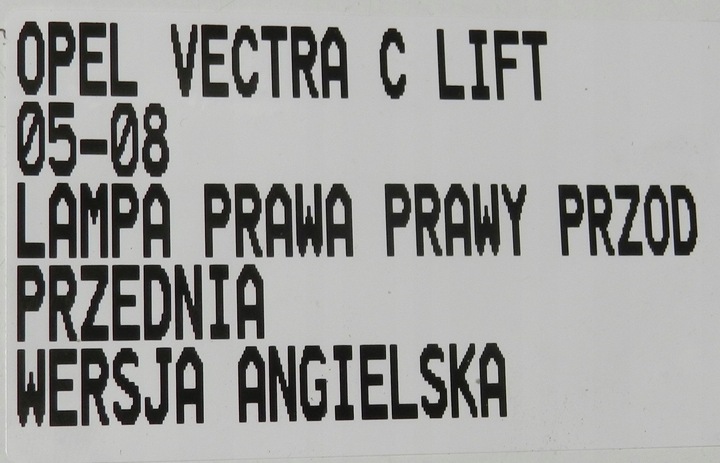 OPEL VECTRA C LIFT
05-08
LAMPA PRAWA PRAWY PRZOD
PRZEDNIA
WERSJA ANGIELSKA